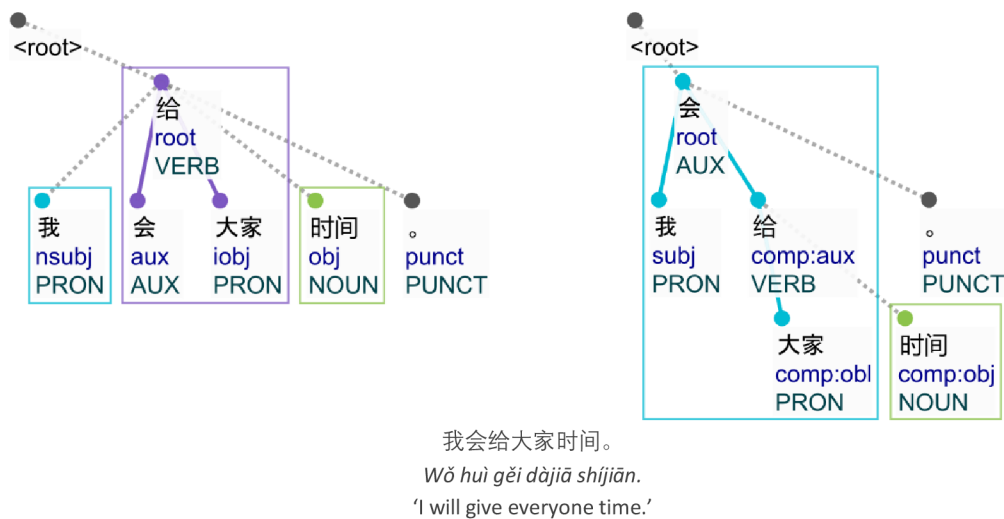 <root>
给
root
VERB
我 会 大家 时间 。
nsubj aux iobj obj punct
PRON AUX PRON NOUN PUNCT
<root>
会
root
AUX
我 给 。
subj comp:aux punct
PRON VERB PUNCT
大家 时间
comp:obl comp:obj
PRON NOUN
我会给大家时间。
Wǒ huì gěi dàjiā shíjiān.
‘I will give everyone time.’